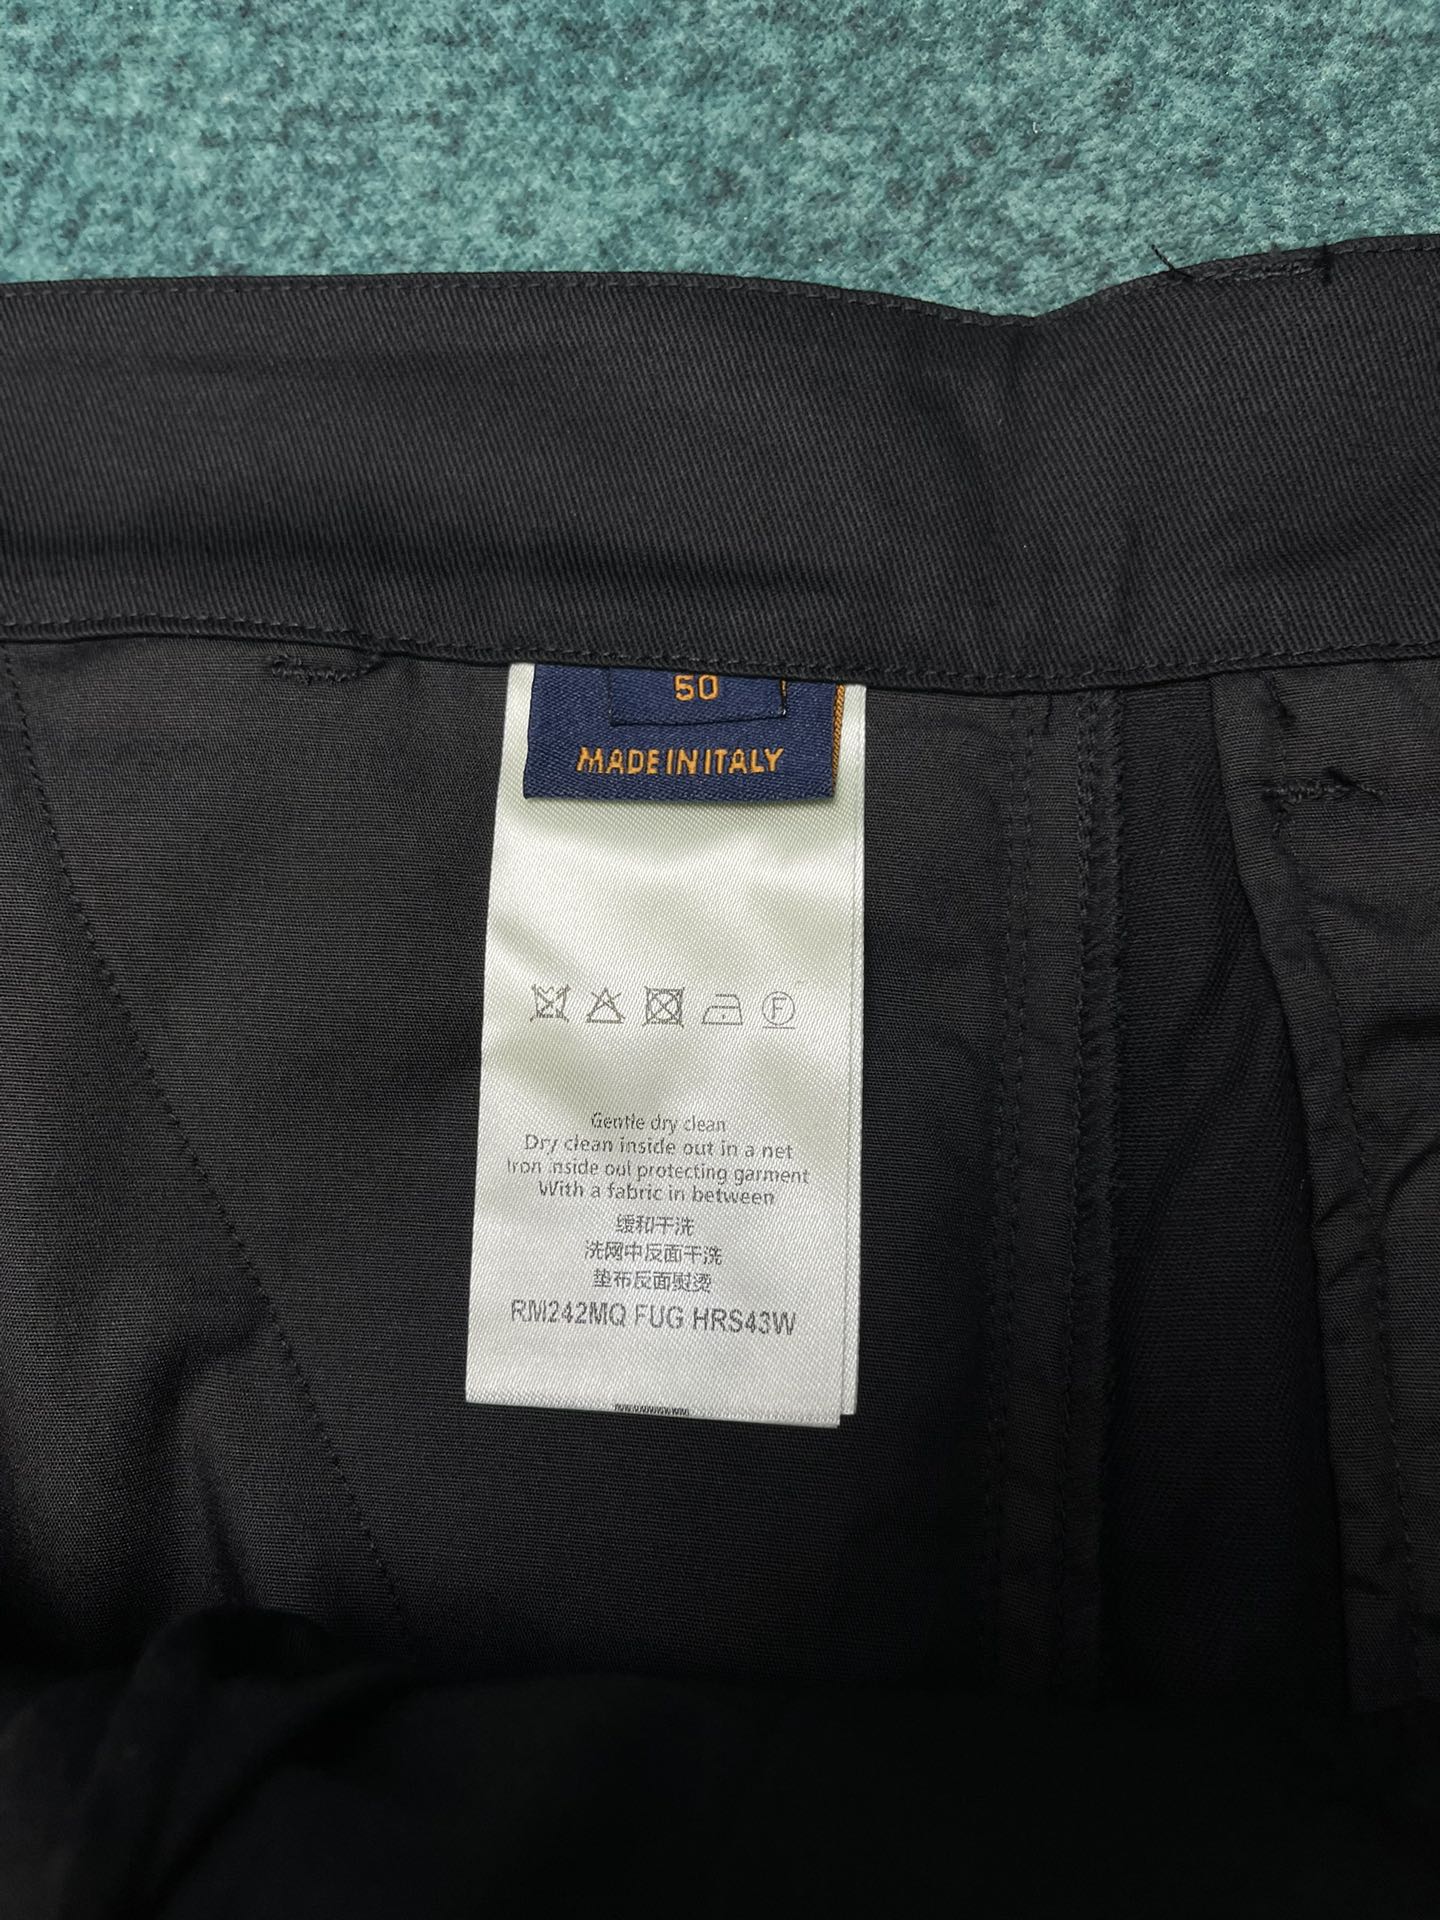 50
MADE IN ITALY
F
Gentle dry clean
Dry clean inside out in a net
Iron inside out protecting garment
With a fabric in between
缓和干洗
洗网中反面干洗
垫布反面熨烫
RM242MQ FUG HRS43W